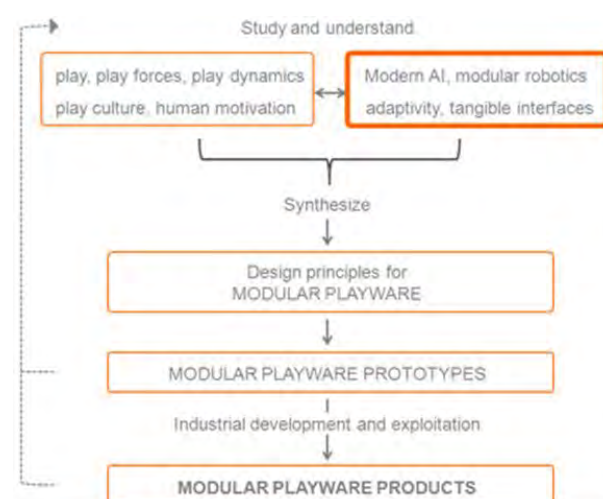 Study and understand
play, play forces, play dynamics
play culture, human motivation
Modern AI, modular robotics
adaptivity, tangible interfaces
Synthesize
Design principles for
MODULAR PLAYWARE
MODULAR PLAYWARE PROTOTYPES
Industrial development and exploitation
MODULAR PLAYWARE PRODUCTS